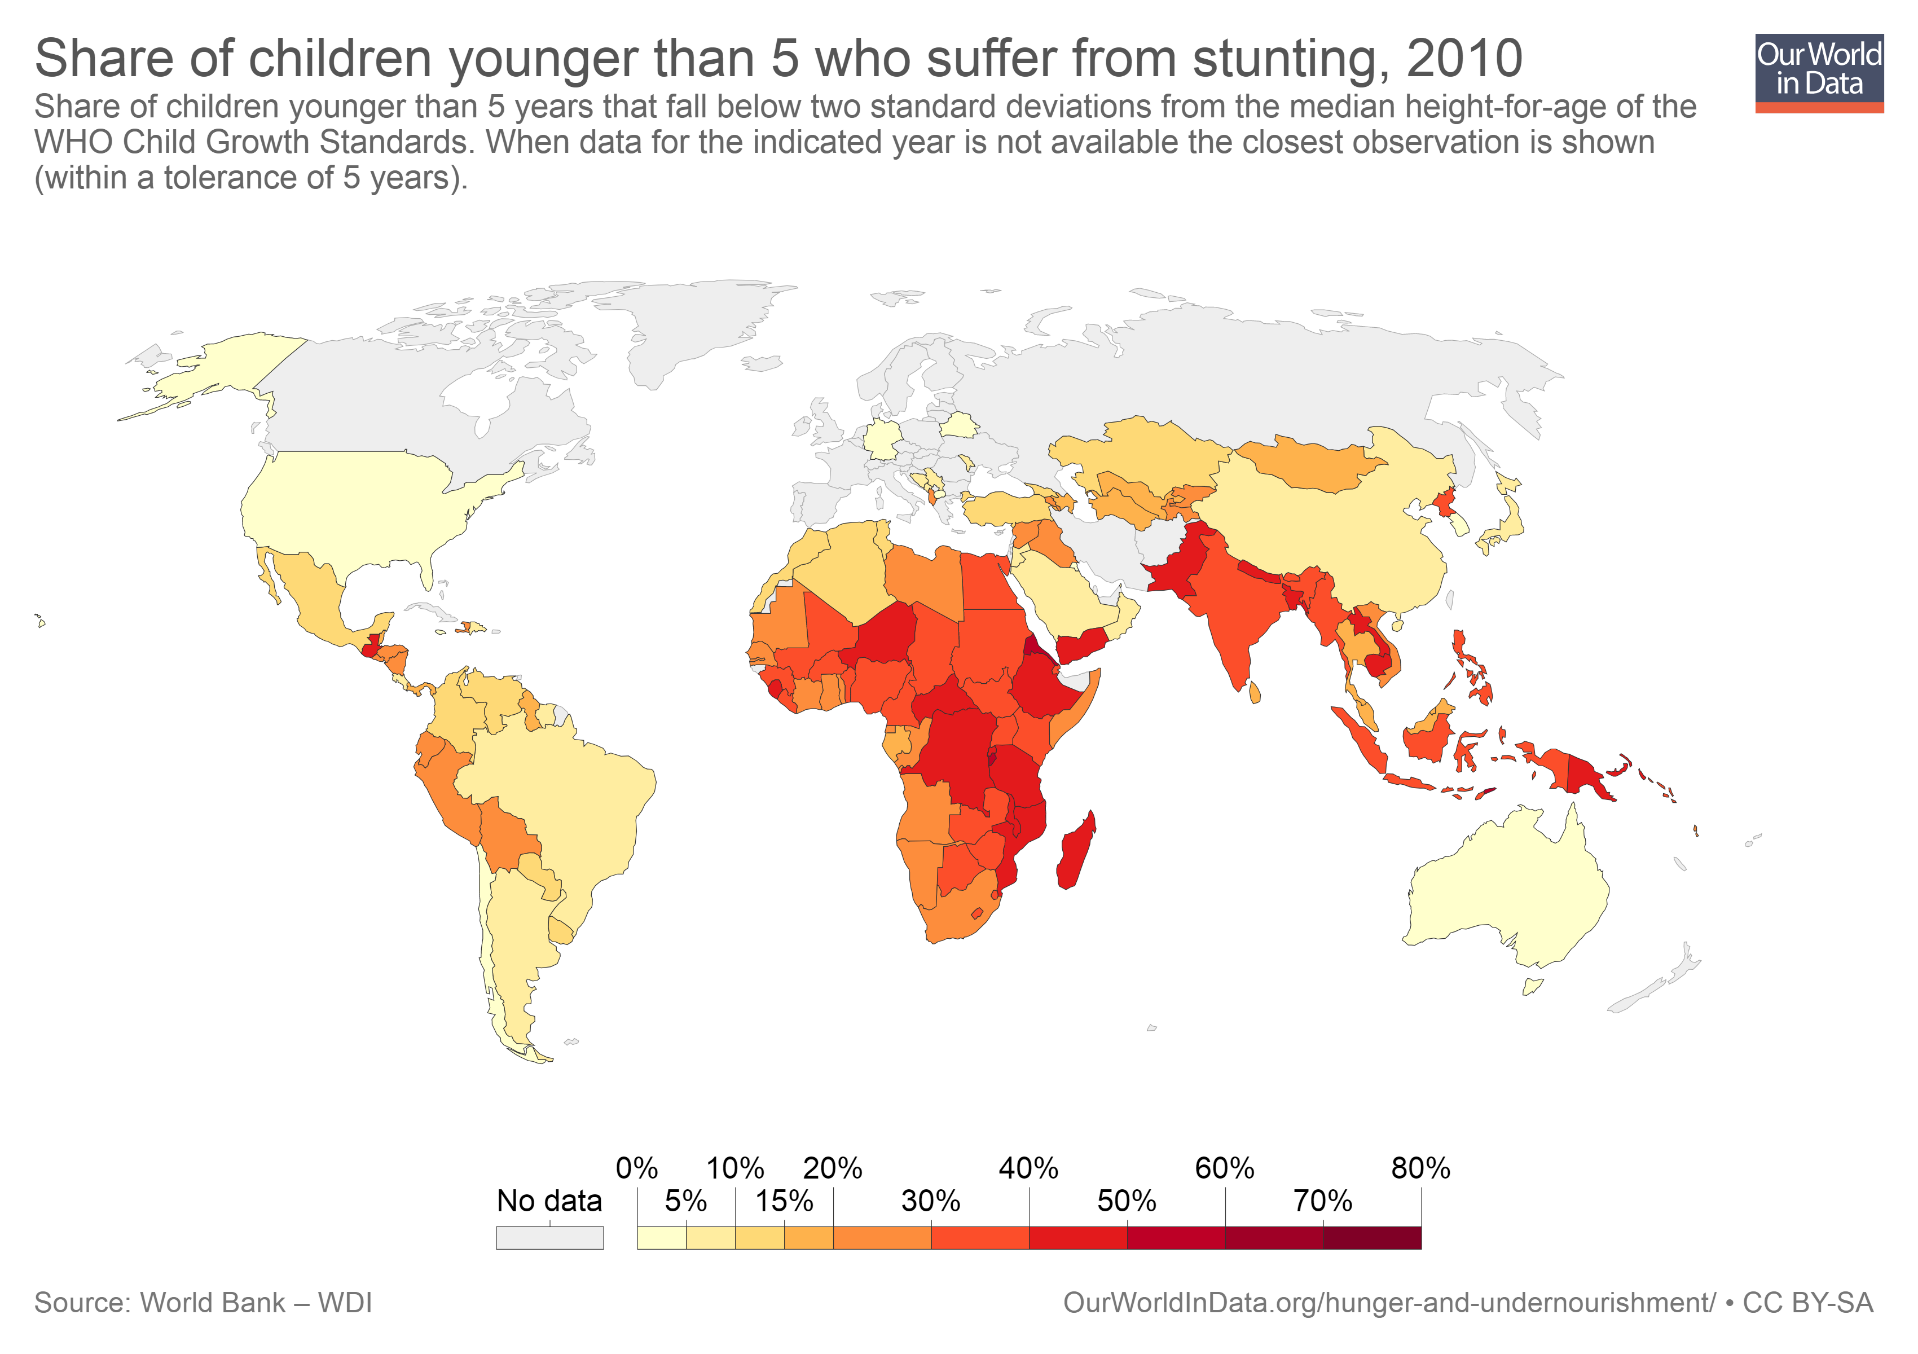 Share of children younger than 5 who suffer from stunting, 2010
Our World
in Data
Share of children younger than 5 years that fall below two standard deviations from the median height-for-age of the
WHO Child Growth Standards. When data for the indicated year is not available the closest observation is shown
(within a tolerance of 5 years).
0% 10% 20% 40% 60% 80%
No data 5% 15% 30% 50% 70%
Source: World Bank – WDI
OurWorldInData.org/hunger-and-undernourishment/ • CC BY-SA